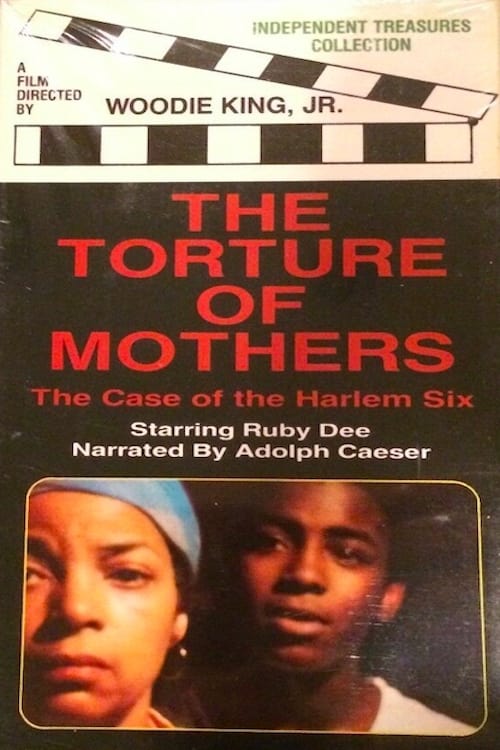 INDEPENDENT TREASURES
COLLECTION
A
FILM
DIRECTED
BY
WOODIE KING, JR.
THE
TORTURE
OF
MOTHERS
The Case of the Harlem Six
Starring Ruby Dee
Narrated By Adolph Caeser